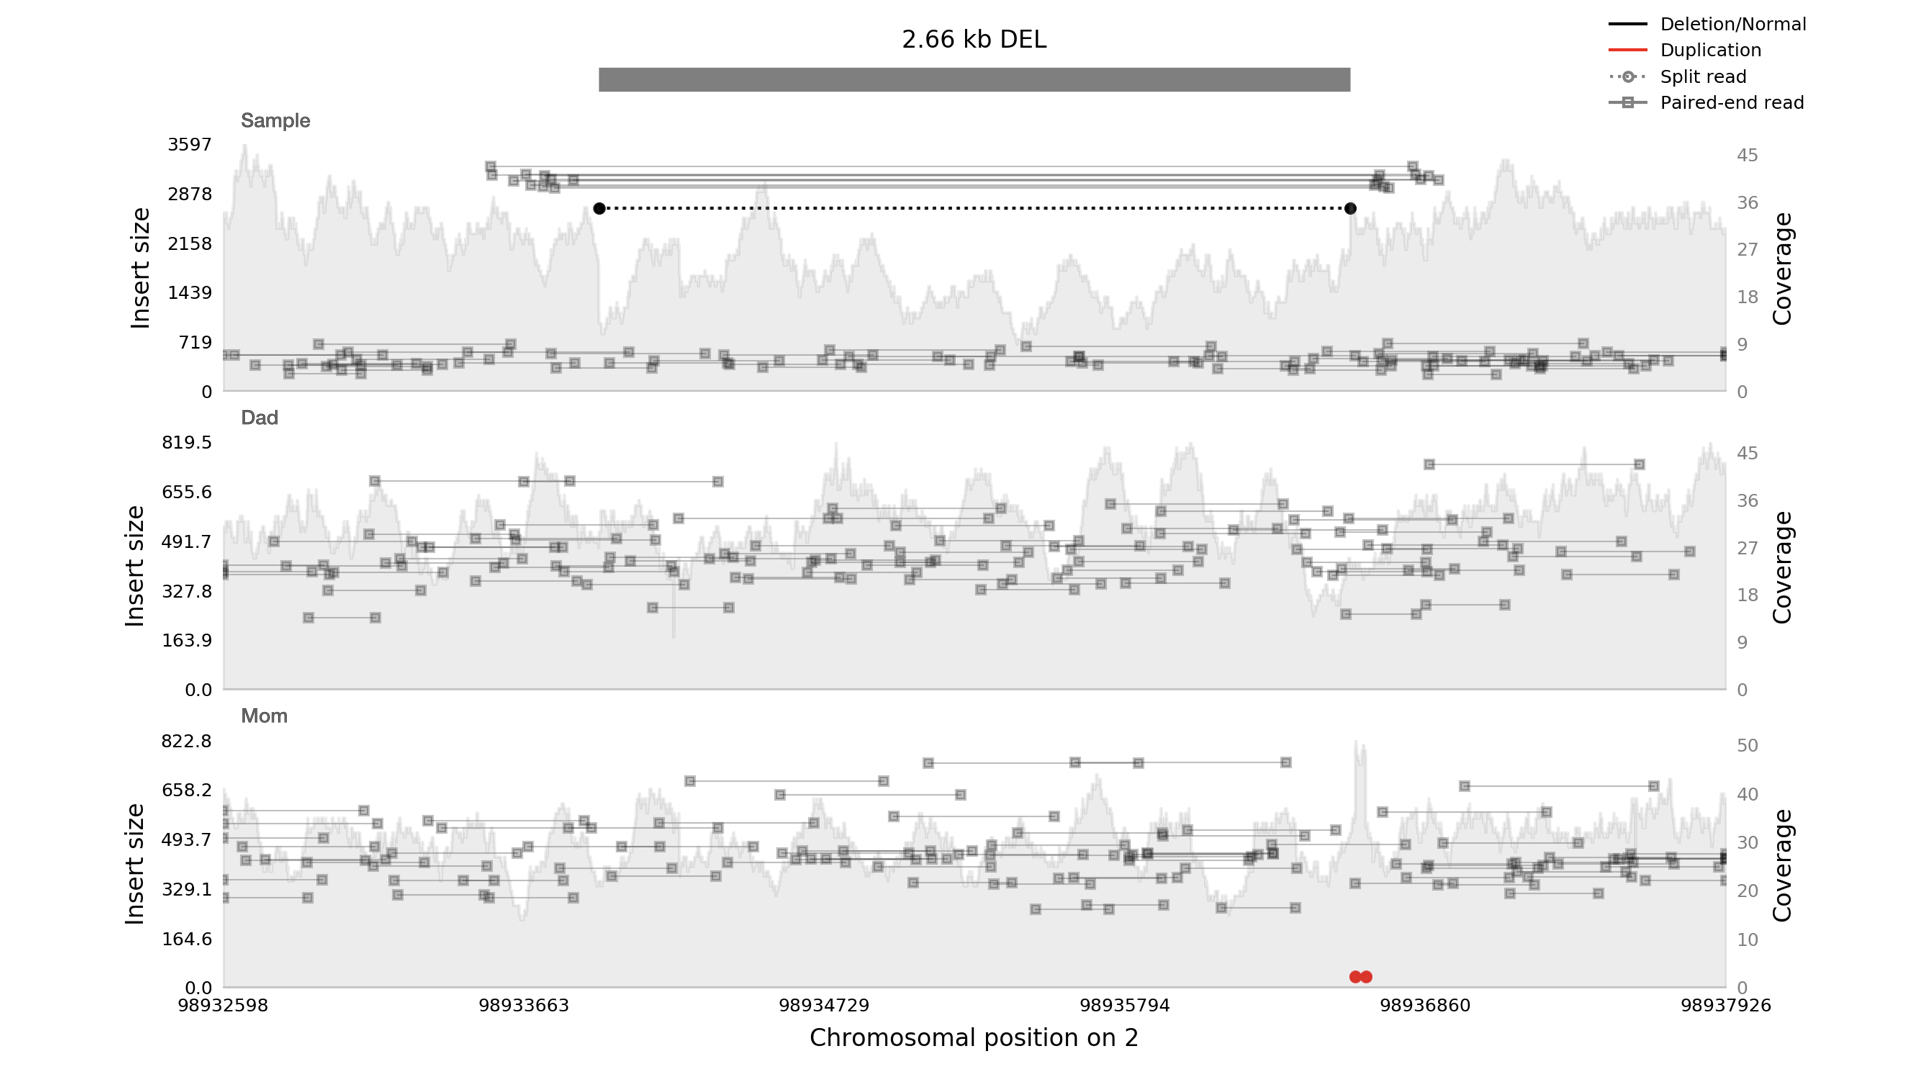 2.66 kb DEL
Deletion/Normal
Duplication
Split read
Paired-end read
Sample
3597
2878
2158
1439
719
0
Insert size
45
36
27
18
9
0
Coverage
Dad
819.5
655.6
491.7
327.8
163.9
0.0
Insert size
45
36
27
18
9
0
Coverage
Mom
822.8
658.2
493.7
329.1
164.6
0.0
Insert size
50
40
30
20
10
0
Coverage
98932598 98933663 98934729 98935794 98936860 98937926
Chromosomal position on 2